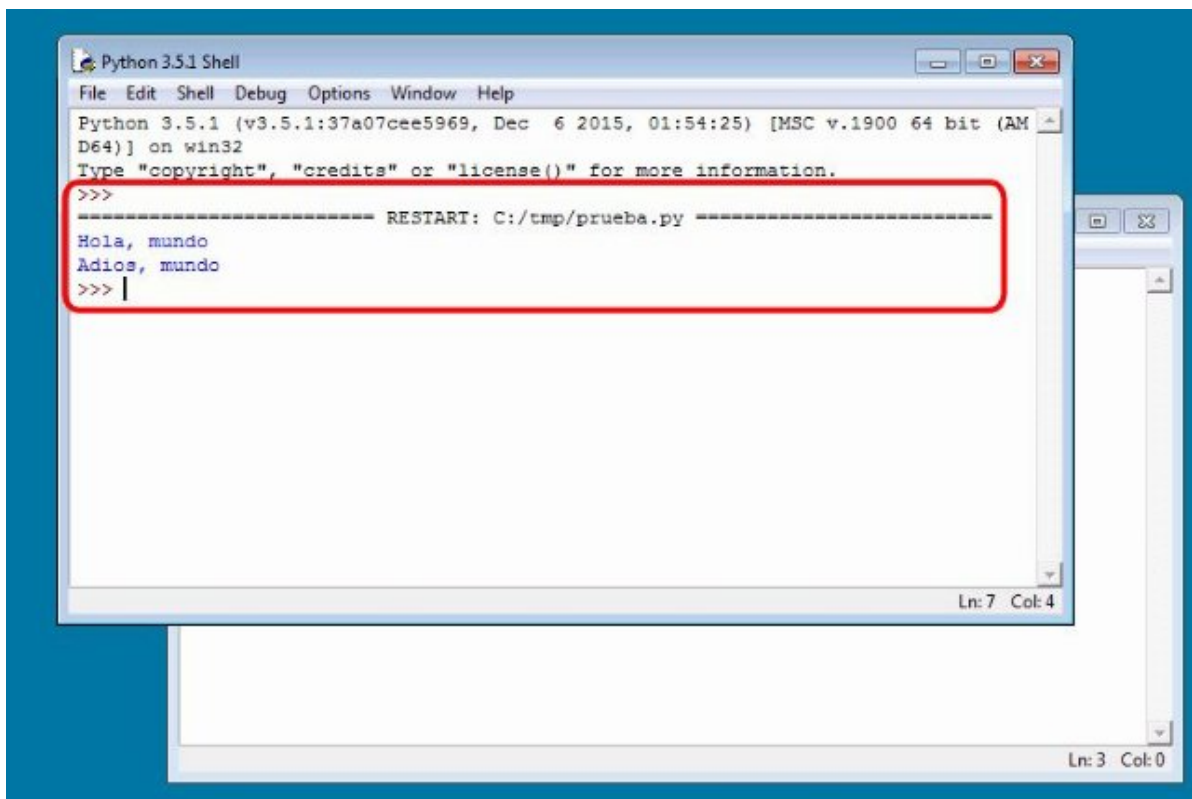 Python 3.5.1 Shell
File Edit Shell Debug Options Window Help
Python 3.5.1 (v3.5.1:37a07cee5969, Dec  6 2015, 01:54:25) [MSC v.1900 64 bit (AM
D64)] on win32
Type "copyright", "credits" or "license()" for more information.
>>>
========================= RESTART: C:/tmp/prueba.py =========================
Hola, mundo
Adios, mundo
>>>
Ln: 7 Col: 4
Ln: 3 Col: 0